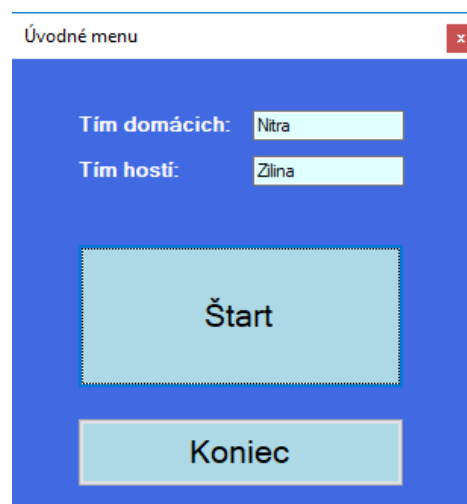 Úvodné menu x
Tím domácich: Nitra
Tím hostí: Zilina
Štart
Koniec